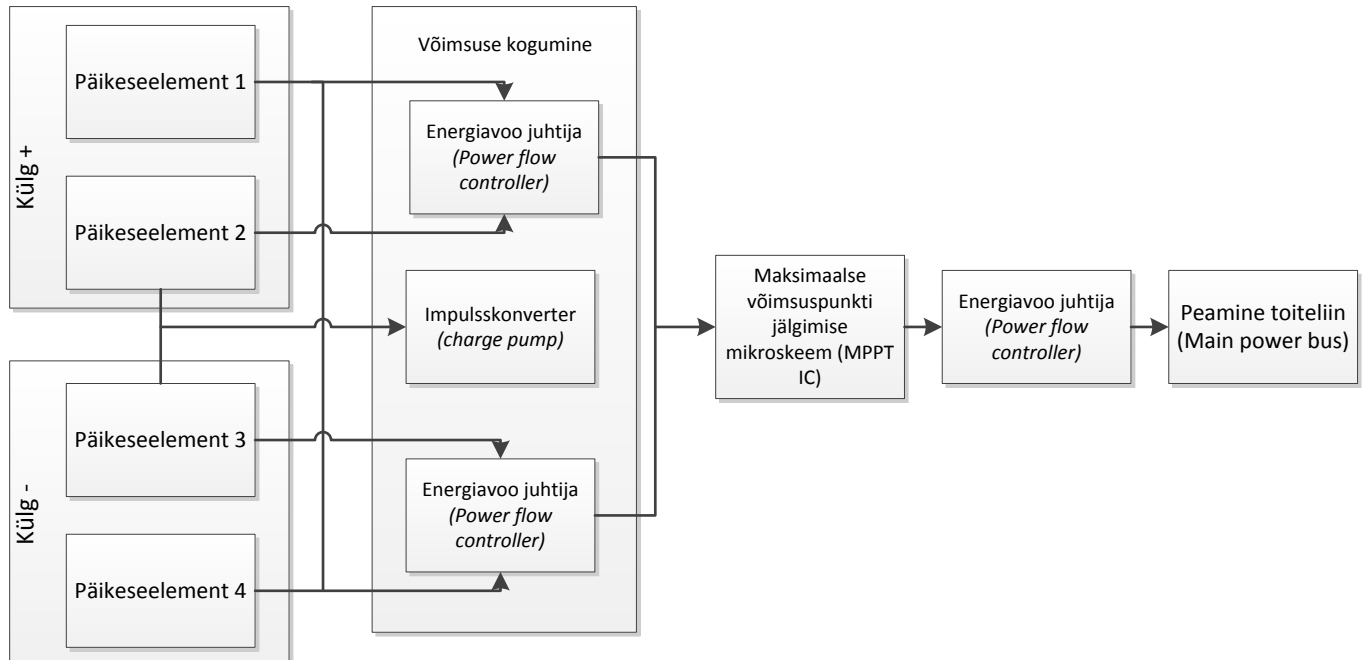 Külg +
Päikeseelement 1
Päikeseelement 2
Külg -
Päikeseelement 3
Päikeseelement 4
Võimsuse kogumine
Energiavoo juhtija
(Power flow
controller)
Impulsskonverter
(charge pump)
Energiavoo juhtija
(Power flow
controller)
Maksimaalse
võimsuspunkti
jälgimise
mikroskeem (MPPT
IC)
Energiavoo juhtija
(Power flow
controller)
Peamine toiteliin
(Main power bus)